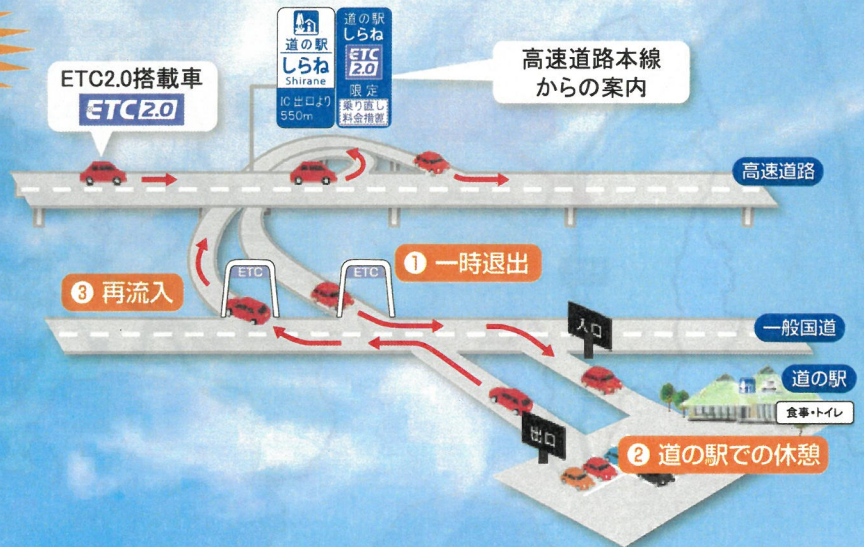 ETC2.0搭載車
ETC 2.0
道の駅
しらね
Shirane
IC出口より
550m
道の駅
しらね
ETC
2.0
限定
乗り直し
料金措置
高速道路本線
からの案内
高速道路
❶ 一時退出
ETC
ETC
❸ 再流入
入口
一般国道
道の駅
食事・トイレ
出口
❷ 道の駅での休憩